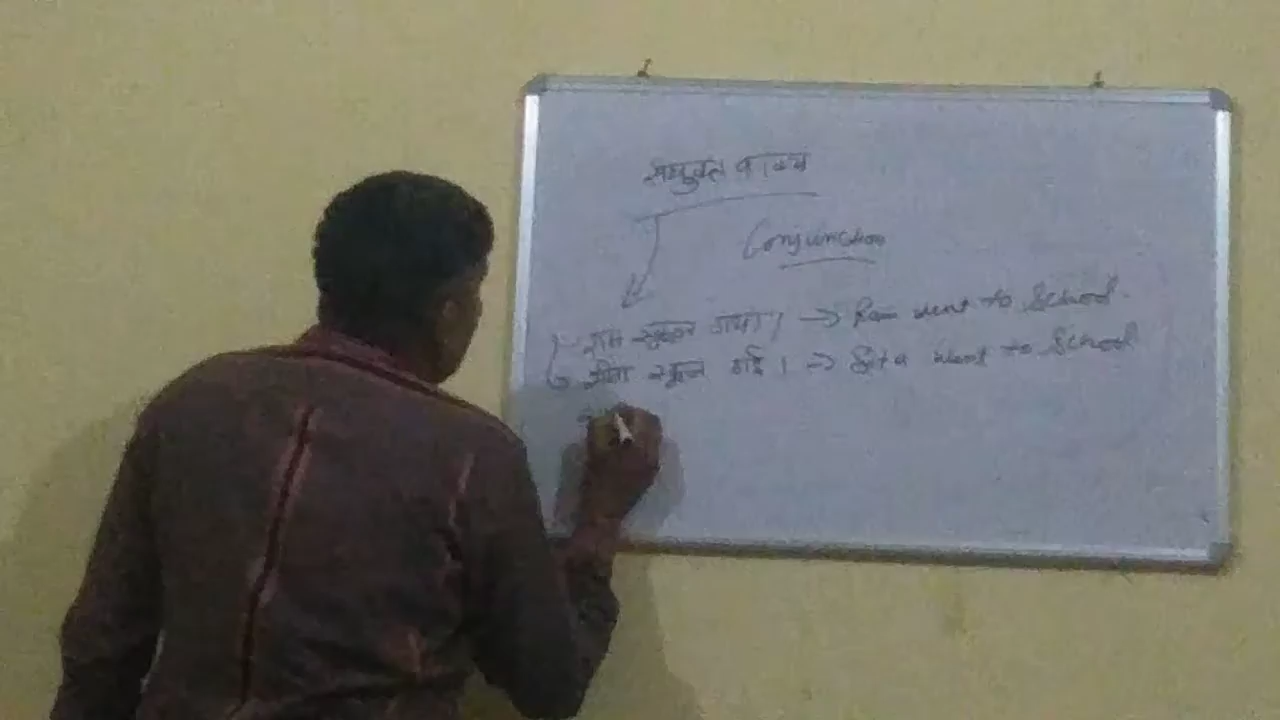 संयुक्त वाक्य
Conjunction
राम स्कूल गया। → Ram went to School.
सीता स्कूल गई। → Sita went to School